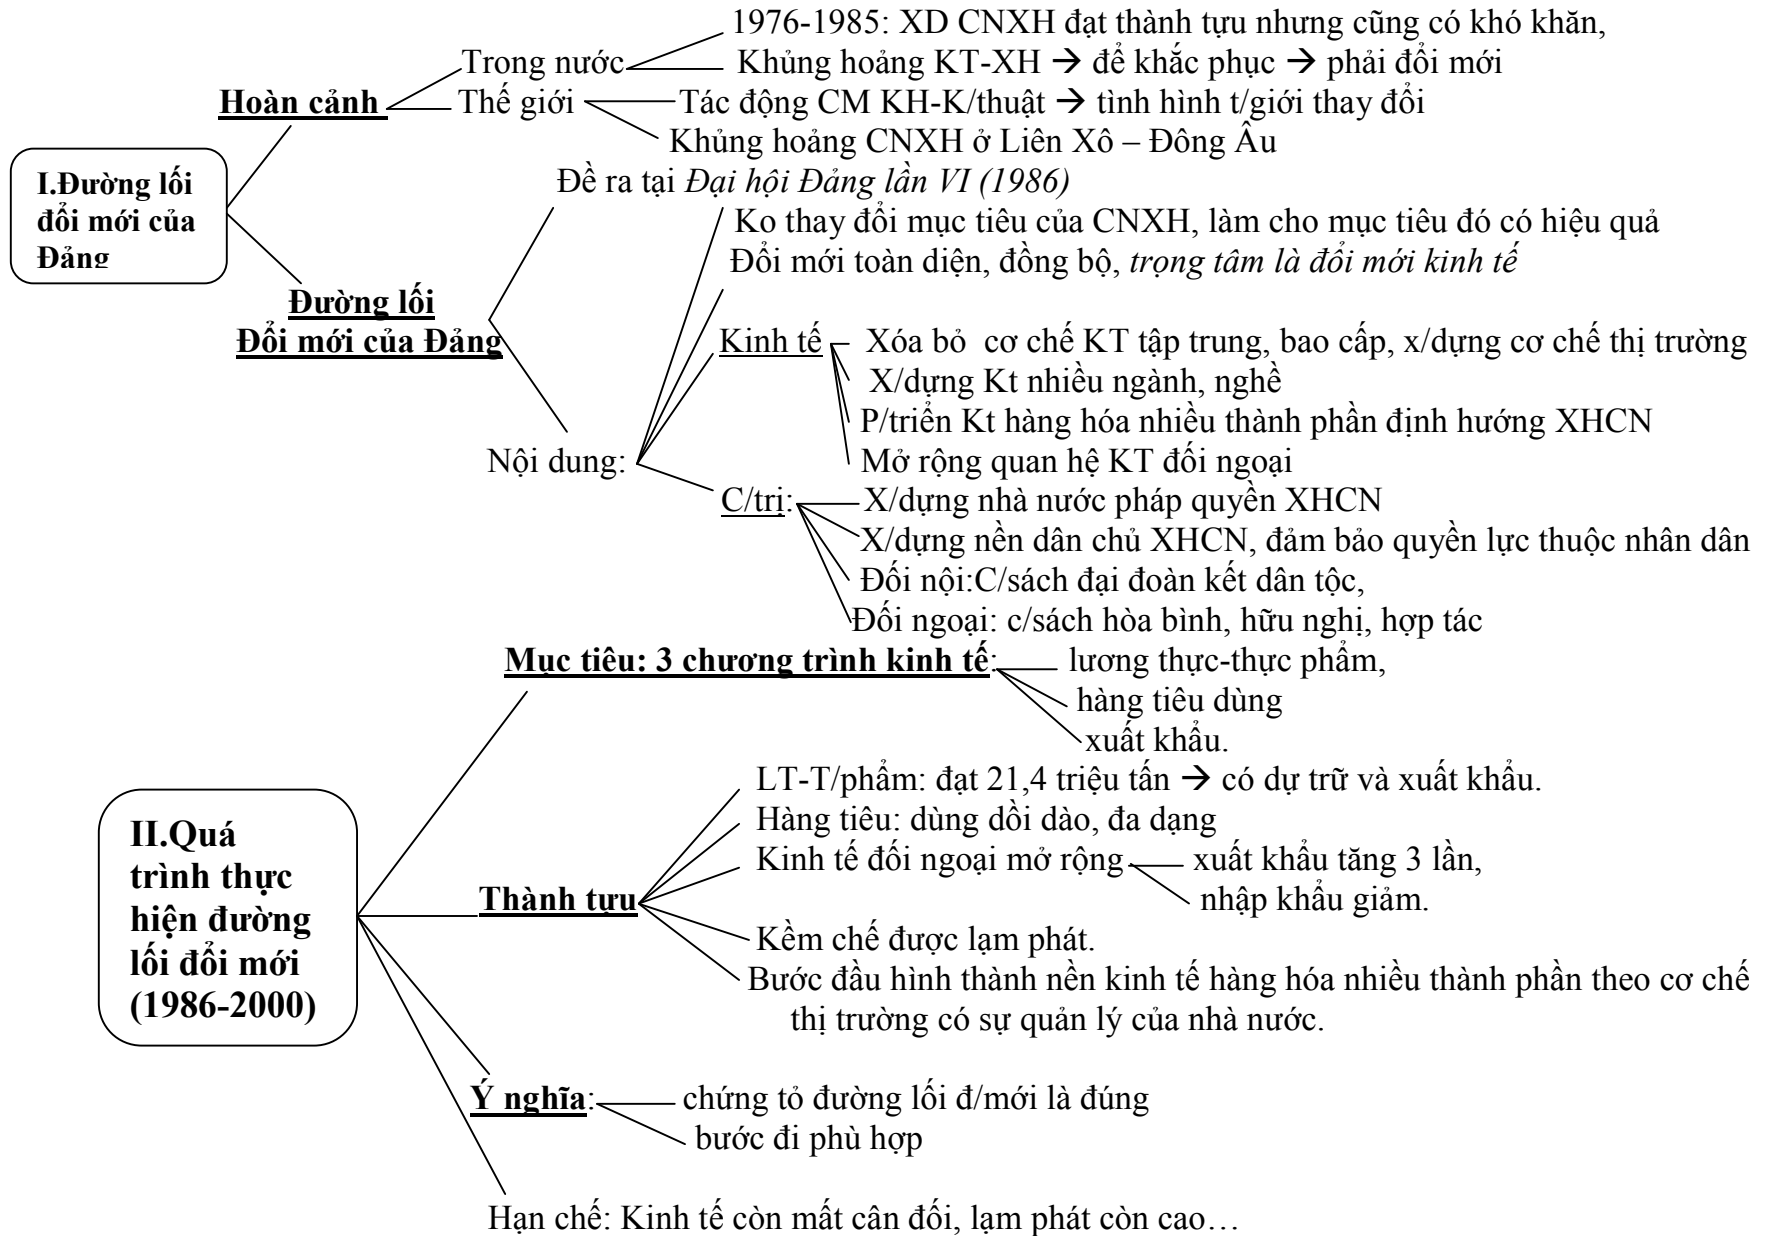 1976-1985: XD CNXH đạt thành tựu nhưng cũng có khó khăn,
Trong nước
Khủng hoảng KT-XH → để khắc phục → phải đổi mới
Hoàn cảnh
Thế giới
Tác động CM KH-K/thuật → tình hình t/giới thay đổi
Khủng hoảng CNXH ở Liên Xô – Đông Âu
I.Đường lối
đổi mới của
Đảng
Đề ra tại Đại hội Đảng lần VI (1986)
Ko thay đổi mục tiêu của CNXH, làm cho mục tiêu đó có hiệu quả
Đổi mới toàn diện, đồng bộ, trọng tâm là đổi mới kinh tế
Đường lối
Đổi mới của Đảng
Kinh tế
Xóa bỏ cơ chế KT tập trung, bao cấp, x/dựng cơ chế thị trường
X/dựng Kt nhiều ngành, nghề
P/triển Kt hàng hóa nhiều thành phần định hướng XHCN
Nội dung:
Mở rộng quan hệ KT đối ngoại
C/trị:
X/dựng nhà nước pháp quyền XHCN
X/dựng nền dân chủ XHCN, đảm bảo quyền lực thuộc nhân dân
Đối nội:C/sách đại đoàn kết dân tộc,
Đối ngoại: c/sách hòa bình, hữu nghị, hợp tác
Mục tiêu: 3 chương trình kinh tế:
lương thực-thực phẩm,
hàng tiêu dùng
xuất khẩu.
II.Quá
trình thực
hiện đường
lối đổi mới
(1986-2000)
LT-T/phẩm: đạt 21,4 triệu tấn → có dự trữ và xuất khẩu.
Hàng tiêu: dùng dồi dào, đa dạng
Kinh tế đối ngoại mở rộng
xuất khẩu tăng 3 lần,
nhập khẩu giảm.
Thành tựu
Kềm chế được lạm phát.
Bước đầu hình thành nền kinh tế hàng hóa nhiều thành phần theo cơ chế
thị trường có sự quản lý của nhà nước.
Ý nghĩa:
chứng tỏ đường lối đ/mới là đúng
bước đi phù hợp
Hạn chế: Kinh tế còn mất cân đối, lạm phát còn cao…